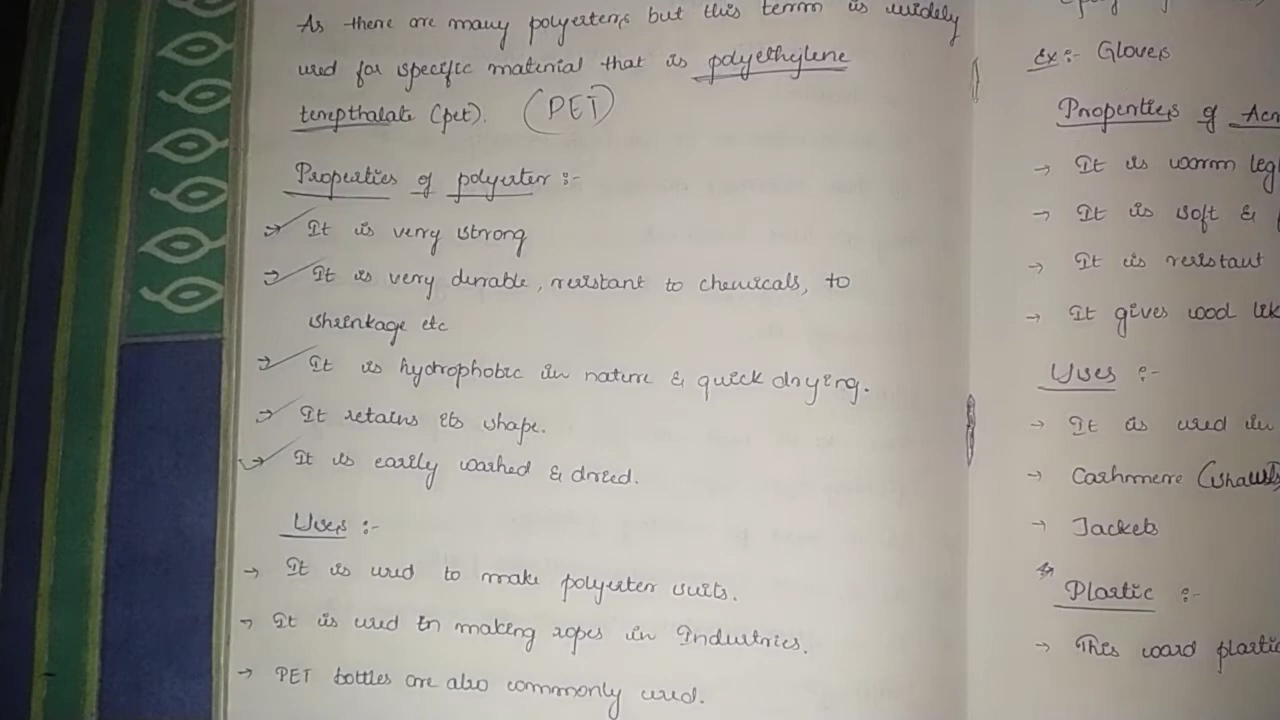 As there are many polyesters but this term is widely
used for specific material that is polyethylene
terepthalate (pet). (PET)
Properties of polyester :-
→ It is very strong
→ It is very durable, resistant to chemicals, to
shrinkage etc
→ It is hydrophobic in nature & quick drying.
→ It retains its shape.
→ It is easily washed & dried.
Uses :-
→ It is used to make polyester suits.
→ It is used in making ropes in Industries.
→ PET bottles are also commonly used.
Ex:- Gloves
Properties of
→ It is warm
→ It is soft &
→ It is resistant
→ It gives wool
Uses :-
→ It is used in
→ Cashmere
→ Jackets
Plastic :-
→ This word plastic